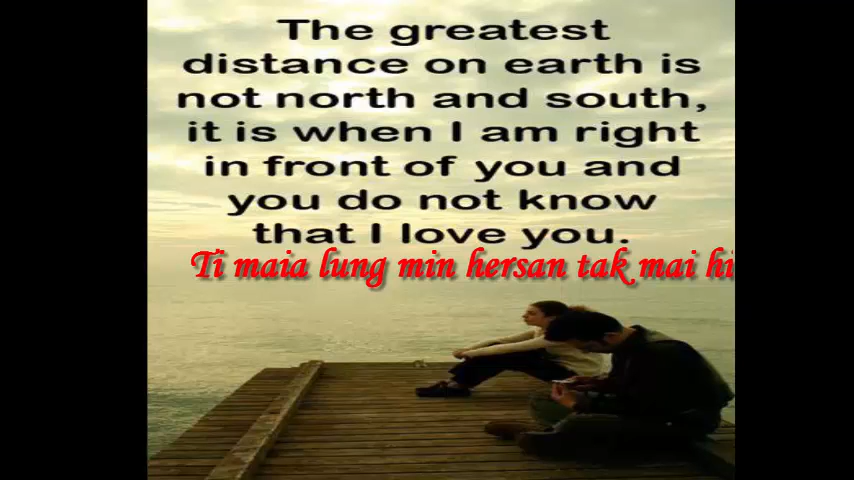 The greatest
distance on earth is
not north and south,
it is when I am right
in front of you and
you do not know
that I love you.
Ti maia lung min hersan tak mai hi